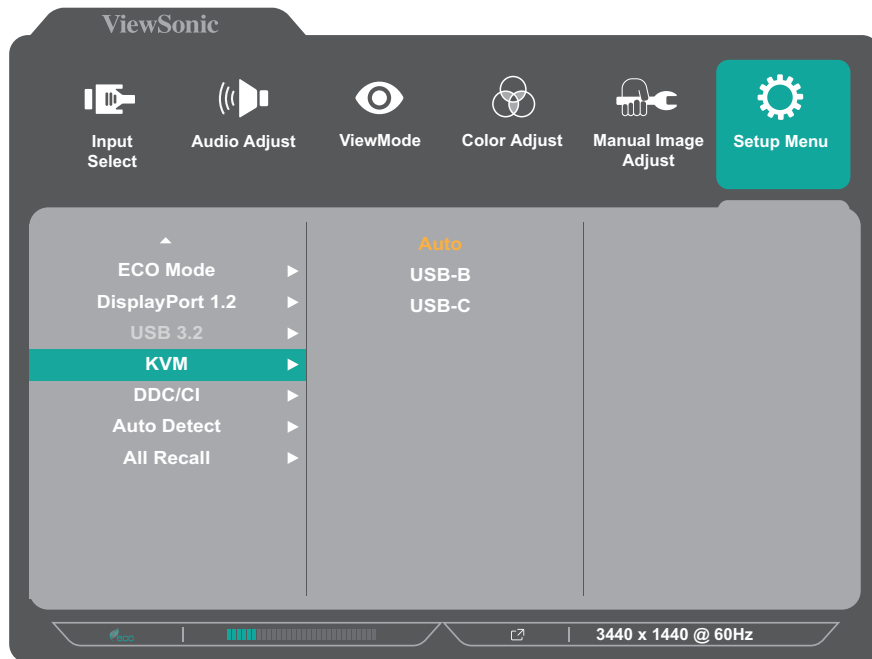 ViewSonic
Input
Select
Audio Adjust
ViewMode
Color Adjust
Manual Image
Adjust
Setup Menu
ECO Mode
DisplayPort 1.2
USB 3.2
KVM
DDC/CI
Auto Detect
All Recall
Auto
USB-B
USB-C
eco
3440 x 1440 @ 60Hz